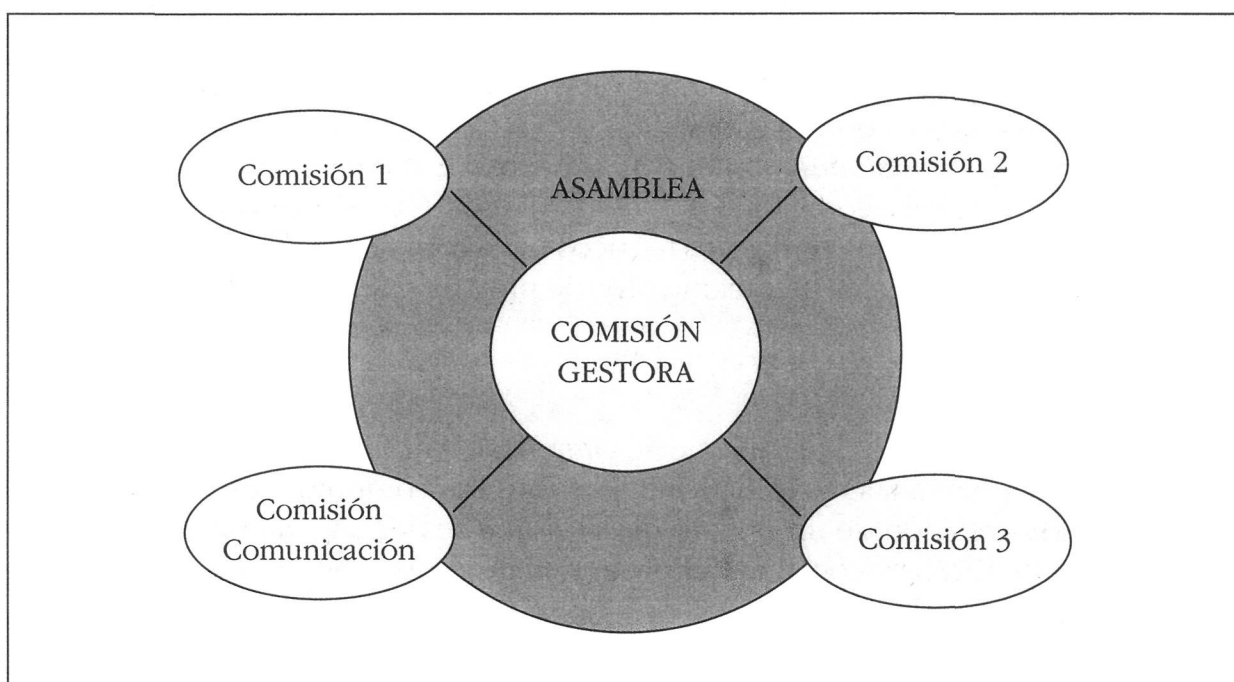 Comisión 1
Comisión 2
ASAMBLEA
COMISIÓN
GESTORA
Comisión
Comunicación
Comisión 3